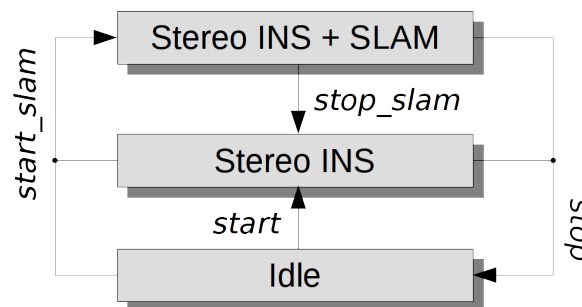 Stereo INS + SLAM
start_slam
stop_slam
Stereo INS
start
stop
Idle